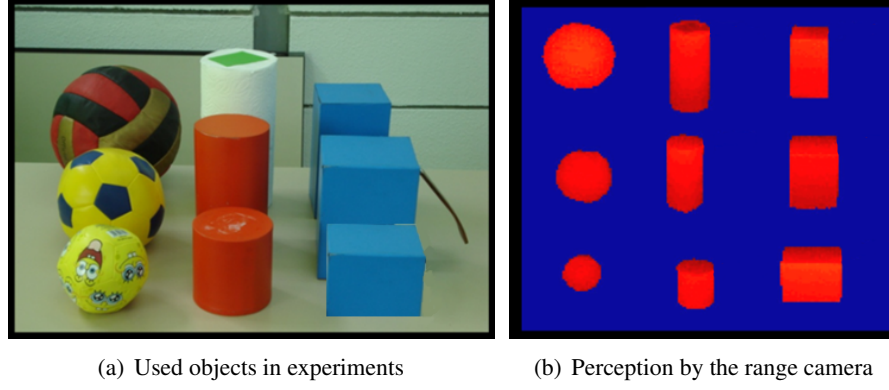 (a) Used objects in experiments
(b) Perception by the range camera